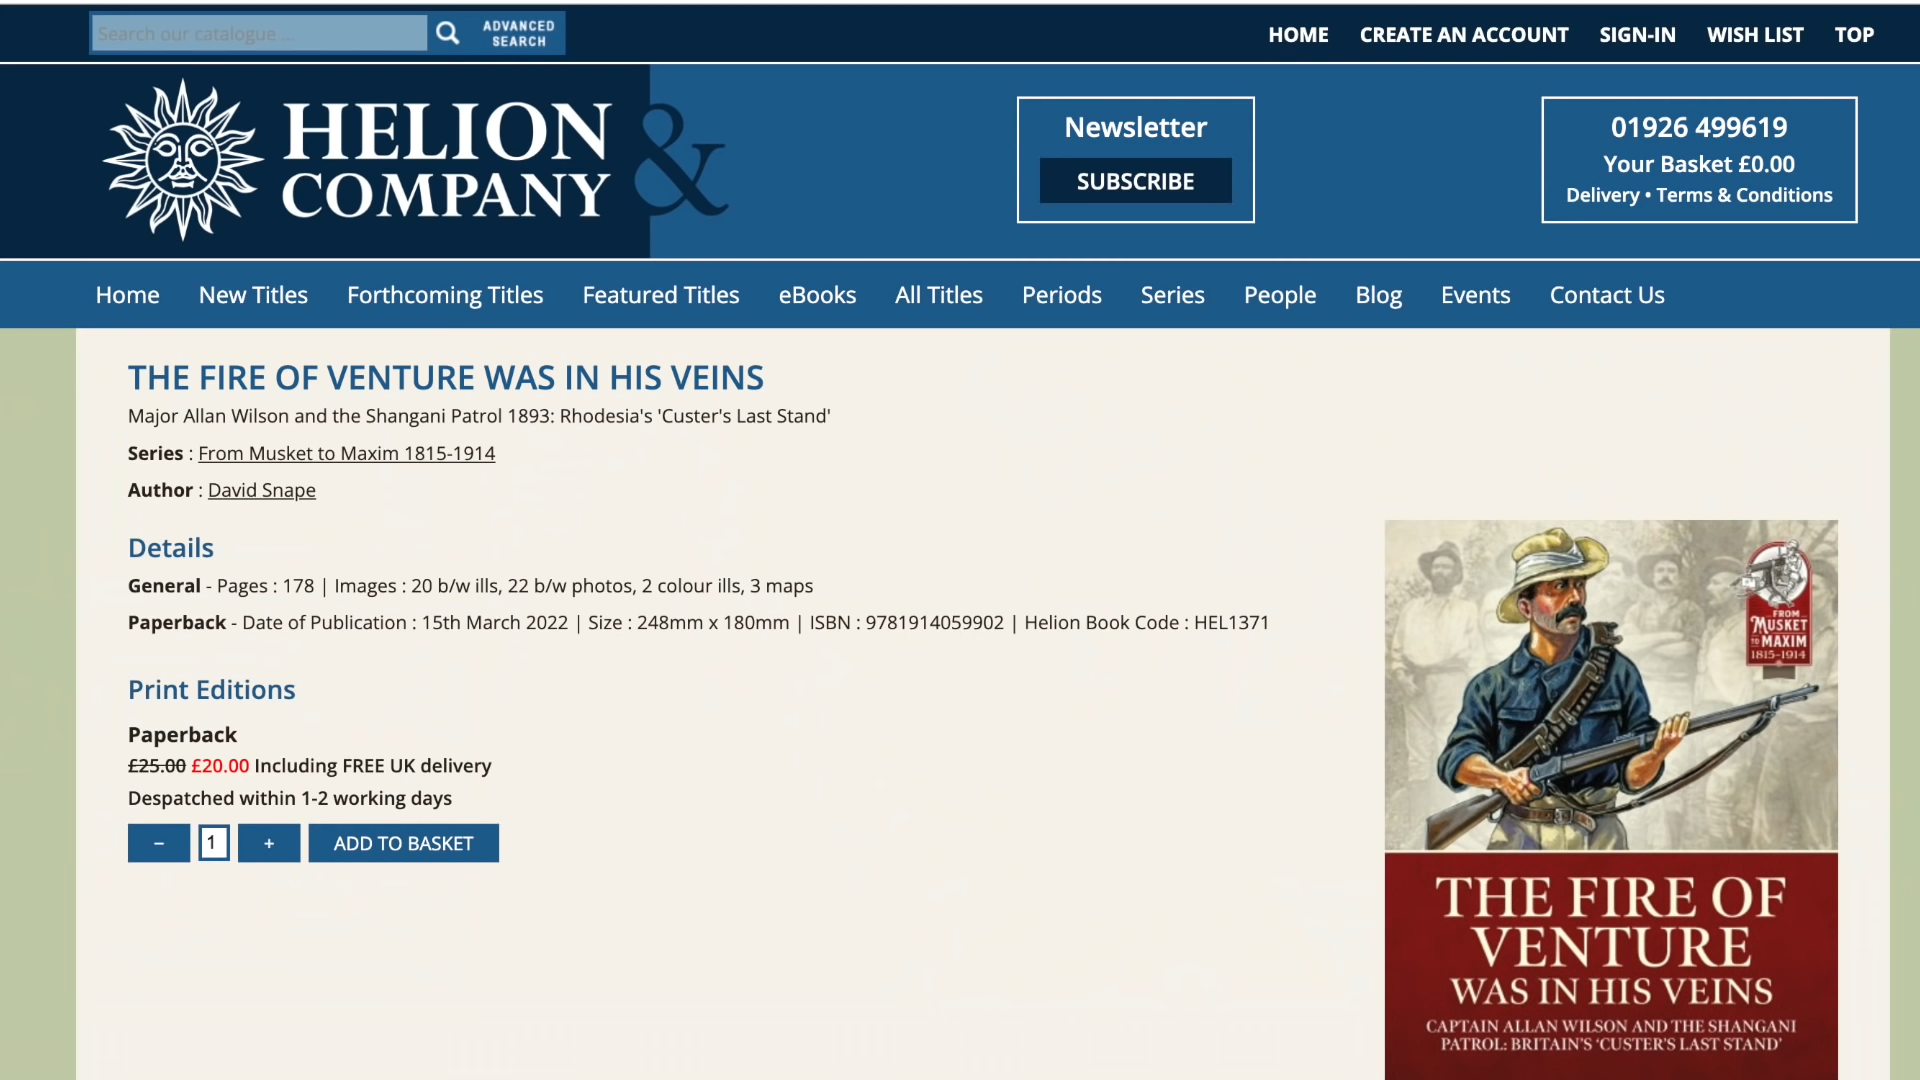 Search our catalogue ...
ADVANCED
SEARCH
HOME
CREATE AN ACCOUNT
SIGN-IN
WISH LIST
TOP
HELION &
COMPANY
Newsletter
SUBSCRIBE
01926 499619
Your Basket £0.00
Delivery • Terms & Conditions
Home
New Titles
Forthcoming Titles
Featured Titles
eBooks
All Titles
Periods
Series
People
Blog
Events
Contact Us
THE FIRE OF VENTURE WAS IN HIS VEINS
Major Allan Wilson and the Shangani Patrol 1893: Rhodesia's 'Custer's Last Stand'
Series : From Musket to Maxim 1815-1914
Author : David Snape
Details
General - Pages : 178 | Images : 20 b/w ills, 22 b/w photos, 2 colour ills, 3 maps
Paperback - Date of Publication : 15th March 2022 | Size : 248mm x 180mm | ISBN : 9781914059902 | Helion Book Code : HEL1371
Print Editions
Paperback
£25.00 £20.00 Including FREE UK delivery
Despatched within 1-2 working days
– 1 + ADD TO BASKET
FROM
MUSKET
TO MAXIM
1815–1914
THE FIRE OF
VENTURE
WAS IN HIS VEINS
CAPTAIN ALLAN WILSON AND THE SHANGANI
PATROL: BRITAIN'S 'CUSTER'S LAST STAND'